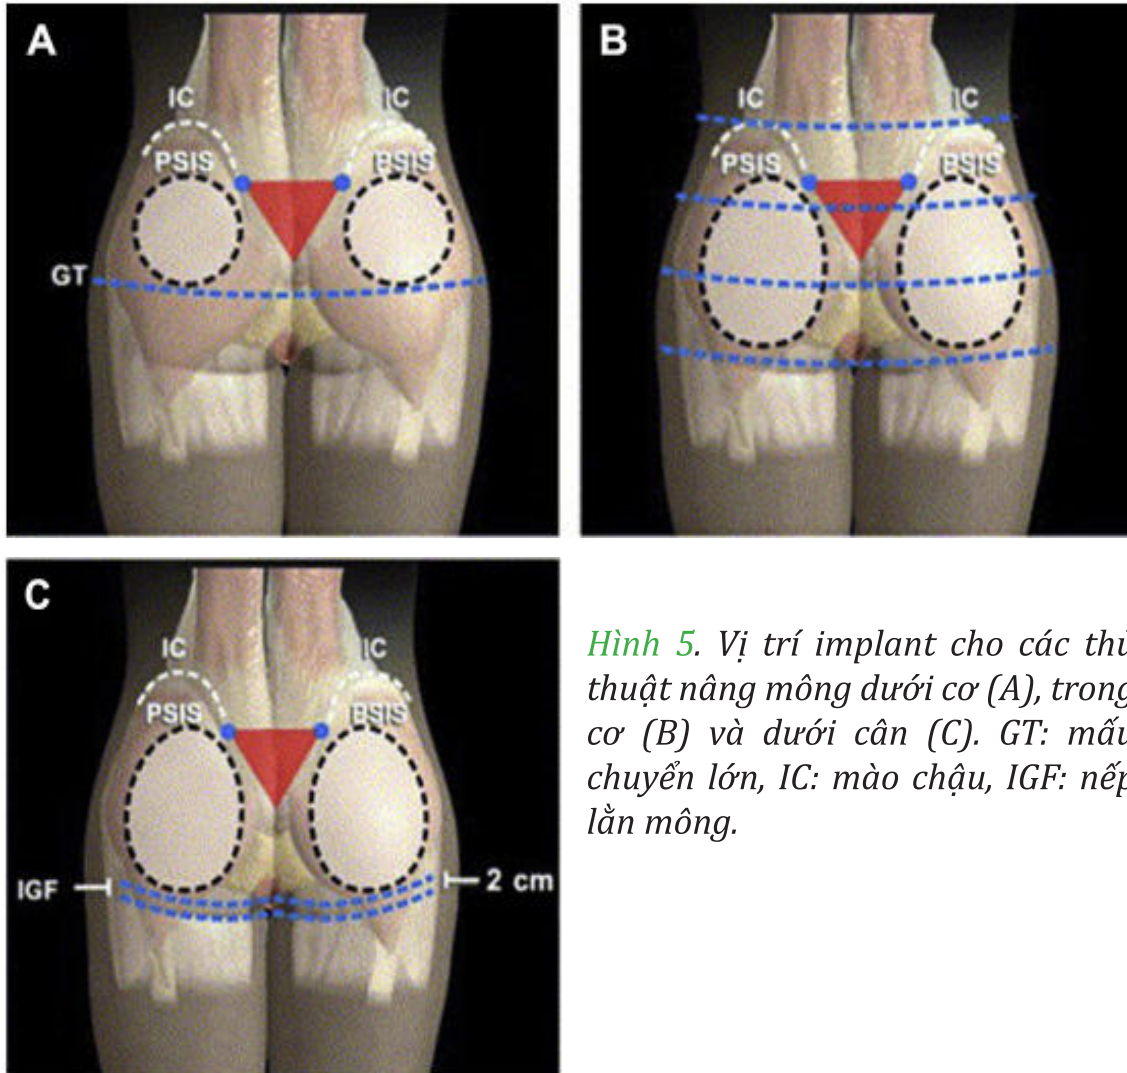 A
IC
IC
PSIS
PSIS
GT
B
IC
IC
PSIS
PSIS
C
IC
IC
PSIS
PSIS
IGF
2 cm
Hình 5. Vị trí implant cho các thủ
thuật nâng mông dưới cơ (A), trong
cơ (B) và dưới cân (C). GT: mấu
chuyển lớn, IC: mào chậu, IGF: nếp
lằn mông.